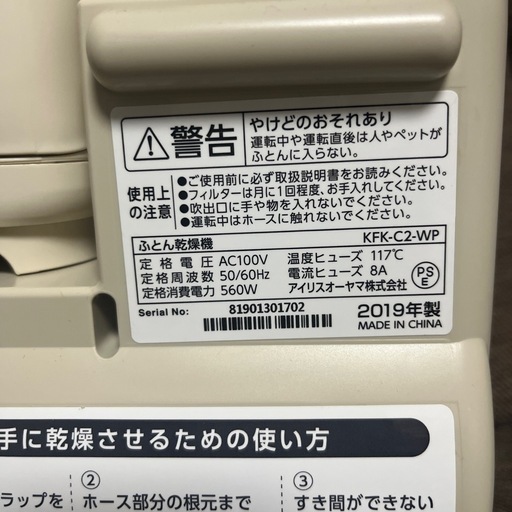 警告
やけどのおそれあり
運転中や運転直後は人やペットが
ふとんに入らない。
使用上
の注意
●ご使用前に必ず取扱説明書をお読みください。
●フィルターは月に1回程度、お手入れしてください。
●吹出口に手や物を入れないでください。
●運転中はホースに触れないでください。
ふとん乾燥機 KFK-C2-WP
定格電圧 AC100V 温度ヒューズ 117℃
定格周波数 50/60Hz 電流ヒューズ 8A
定格消費電力 560W アイリスオーヤマ株式会社
PS
E
Serial No: 81901301702
2019年製
MADE IN CHINA
手に乾燥させるための使い方
② ③
ラップを ホース部分の根元まで すき間ができない